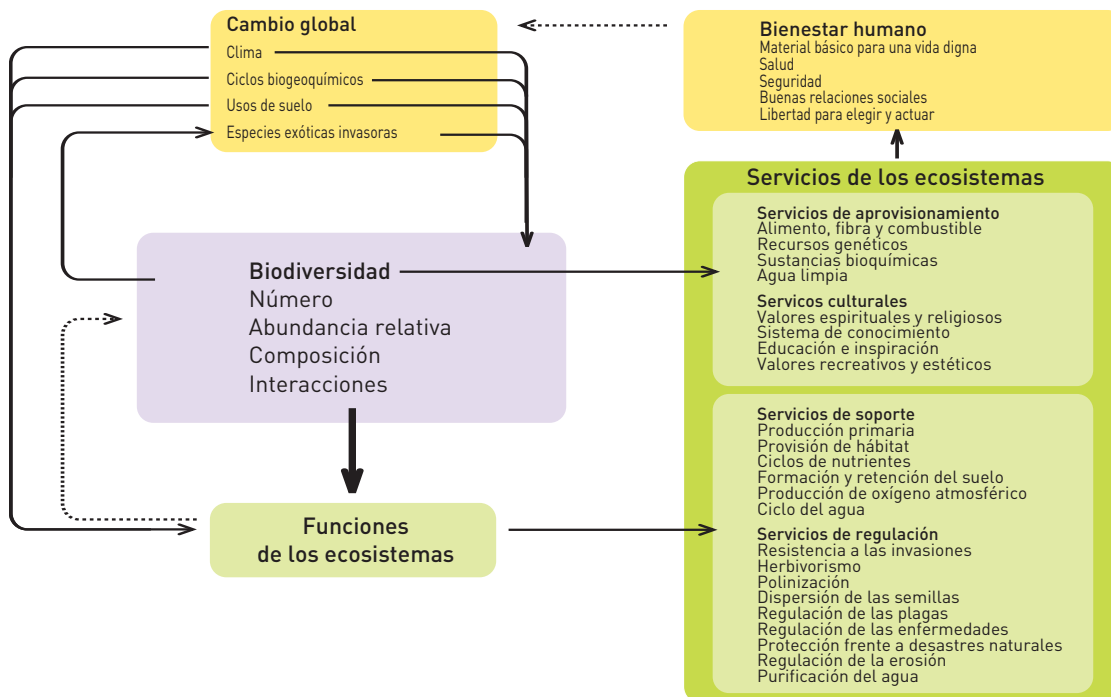 Cambio global
Clima
Ciclos biogeoquímicos
Usos de suelo
Especies exóticas invasoras
Bienestar humano
Material básico para una vida digna
Salud
Seguridad
Buenas relaciones sociales
Libertad para elegir y actuar
Biodiversidad
Número
Abundancia relativa
Composición
Interacciones
Funciones
de los ecosistemas
Servicios de los ecosistemas
Servicios de aprovisionamiento
Alimento, fibra y combustible
Recursos genéticos
Sustancias bioquímicas
Agua limpia
Servicos culturales
Valores espirituales y religiosos
Sistema de conocimiento
Educación e inspiración
Valores recreativos y estéticos
Servicios de soporte
Producción primaria
Provisión de hábitat
Ciclos de nutrientes
Formación y retención del suelo
Producción de oxígeno atmosférico
Ciclo del agua
Servicios de regulación
Resistencia a las invasiones
Herbivorismo
Polinización
Dispersión de las semillas
Regulación de las plagas
Regulación de las enfermedades
Protección frente a desastres naturales
Regulación de la erosión
Purificación del agua